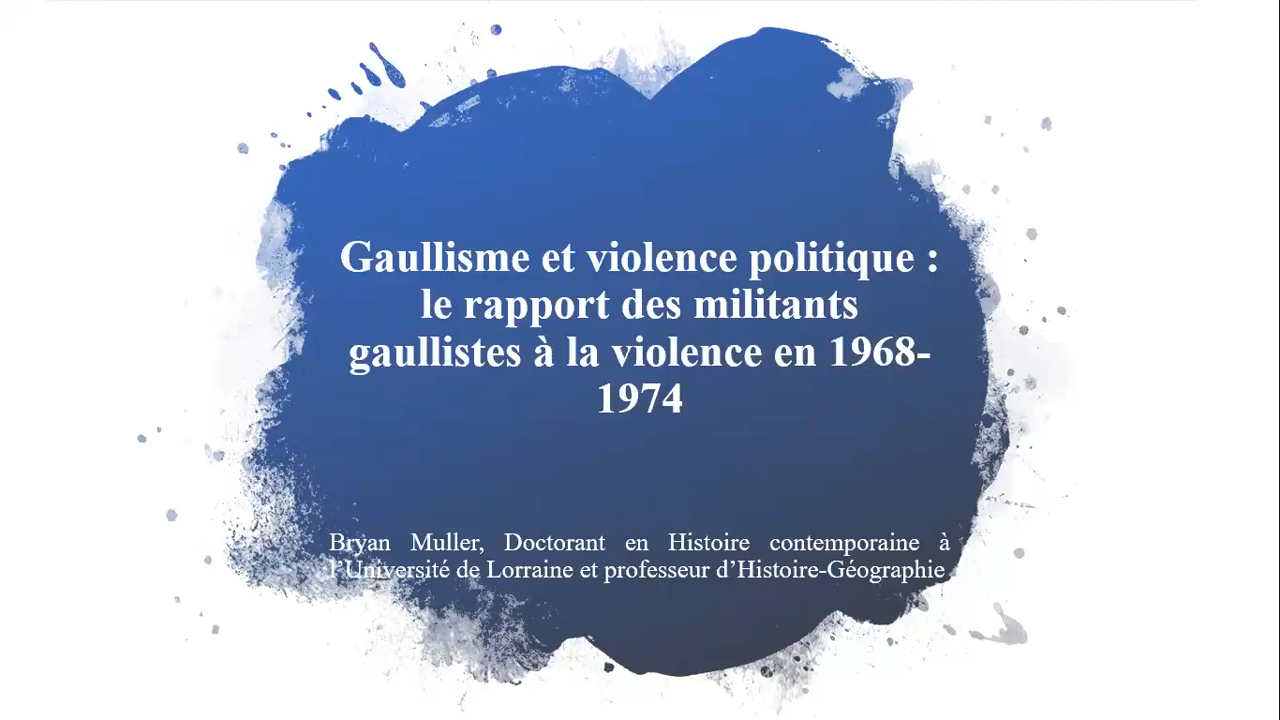 Gaullisme et violence politique :
le rapport des militants
gaullistes à la violence en 1968-
1974
Bryan Muller, Doctorant en Histoire contemporaine à
l’Université de Lorraine et professeur d’Histoire-Géographie